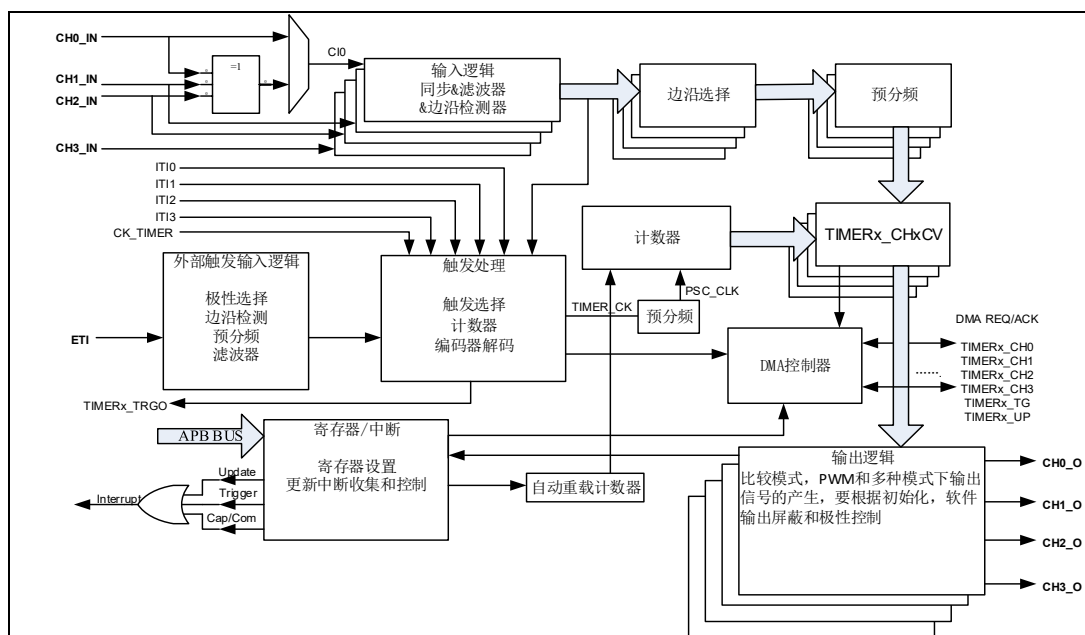 CH0_IN
CH1_IN
CH2_IN
CH3_IN
=1
CI0
输入逻辑
同步&滤波器
&边沿检测器
边沿选择
预分频
ITI0
ITI1
ITI2
ITI3
CK_TIMER
外部触发输入逻辑
极性选择
边沿检测
预分频
滤波器
ETI
触发处理
触发选择
计数器
编码器解码
TIMER_CK
预分频
PSC_CLK
计数器
TIMERx_CHxCV
DMA控制器
DMA REQ/ACK
TIMERx_CH0
TIMERx_CH1
TIMERx_CH2
TIMERx_CH3
TIMERx_TG
TIMERx_UP
…….
TIMERx_TRGO
APB BUS
寄存器/中断
寄存器设置
更新中断收集和控制
自动重载计数器
Update
Trigger
Cap/Com
Interrupt
输出逻辑
比较模式，PWM和多种模式下输出
信号的产生，要根据初始化，软件
输出屏蔽和极性控制
CH0_O
CH1_O
CH2_O
CH3_O